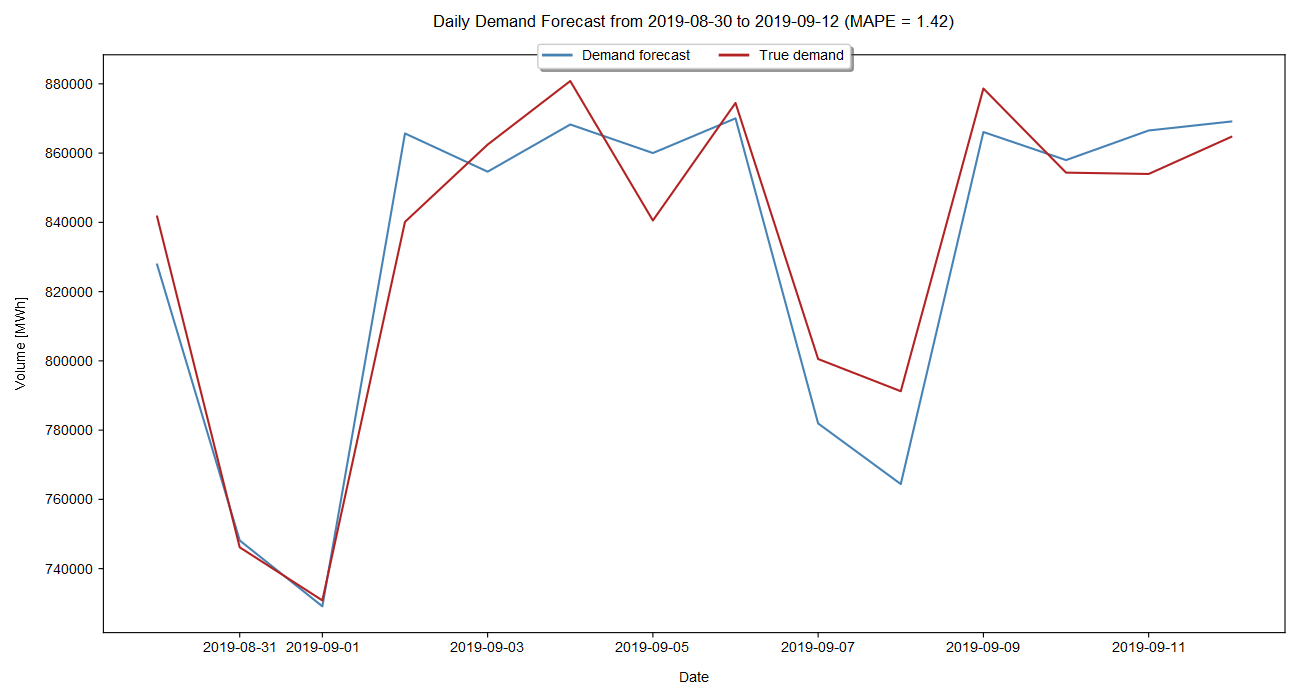 Daily Demand Forecast from 2019-08-30 to 2019-09-12 (MAPE = 1.42)
Demand forecast True demand
880000
860000
840000
820000
800000
780000
760000
740000
Volume [MWh]
2019-08-31 2019-09-01 2019-09-03 2019-09-05 2019-09-07 2019-09-09 2019-09-11
Date